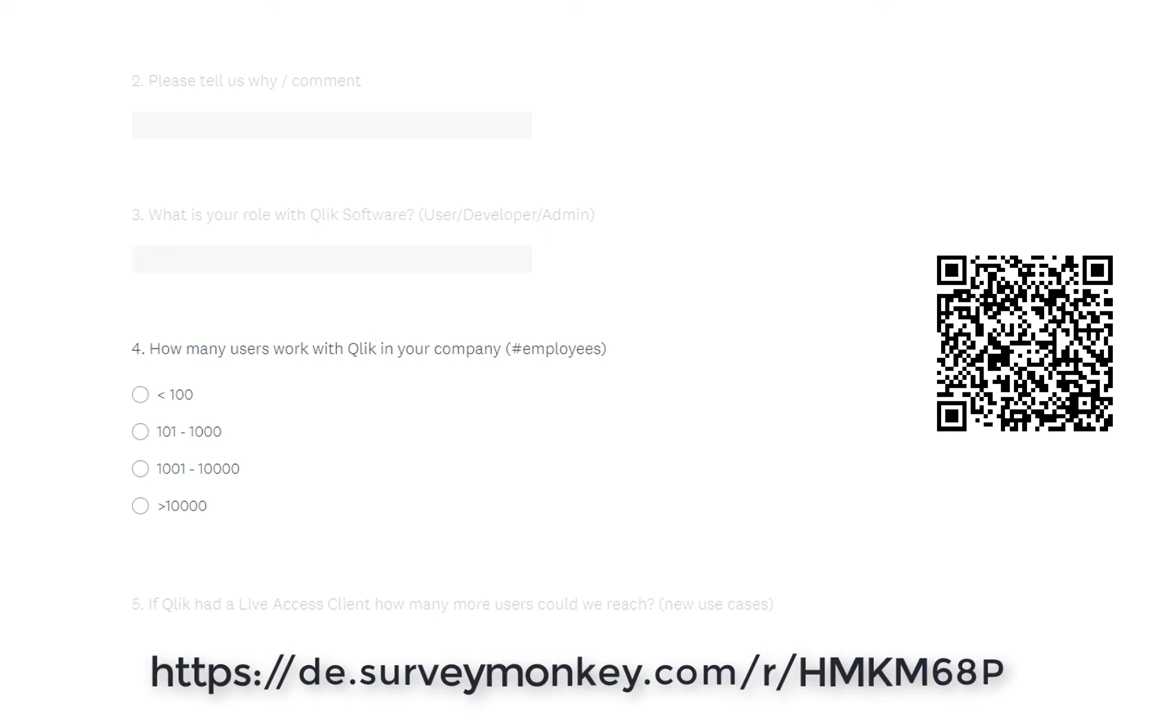 2. Please tell us why / comment
3. What is your role with Qlik Software? (User/Developer/Admin)
4. How many users work with Qlik in your company (#employees)
< 100
101 - 1000
1001 - 10000
>10000
5. If Qlik had a Live Access Client how many more users could we reach? (new use cases)
https://de.surveymonkey.com/r/HMKM68P